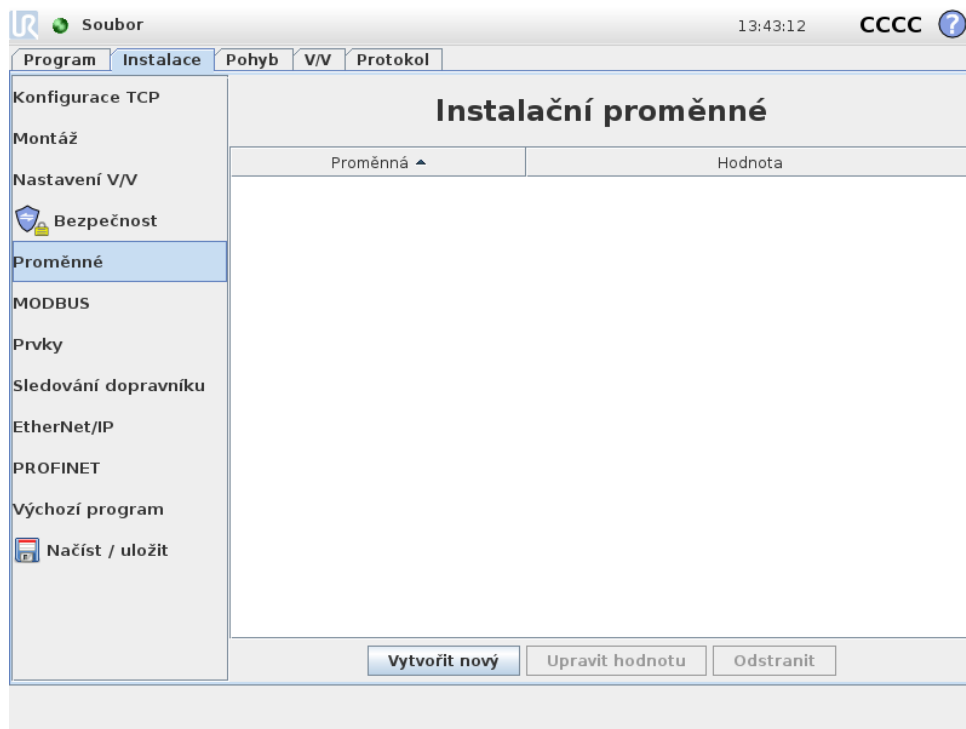 UR Soubor 13:43:12 CCCC ?
Program Instalace Pohyb V/V Protokol
Konfigurace TCP
Montáž
Nastavení V/V
Bezpečnost
Proměnné
MODBUS
Prvky
Sledování dopravníku
EtherNet/IP
PROFINET
Výchozí program
Načíst / uložit
Instalační proměnné
Proměnná Hodnota
Vytvořit nový Upravit hodnotu Odstranit